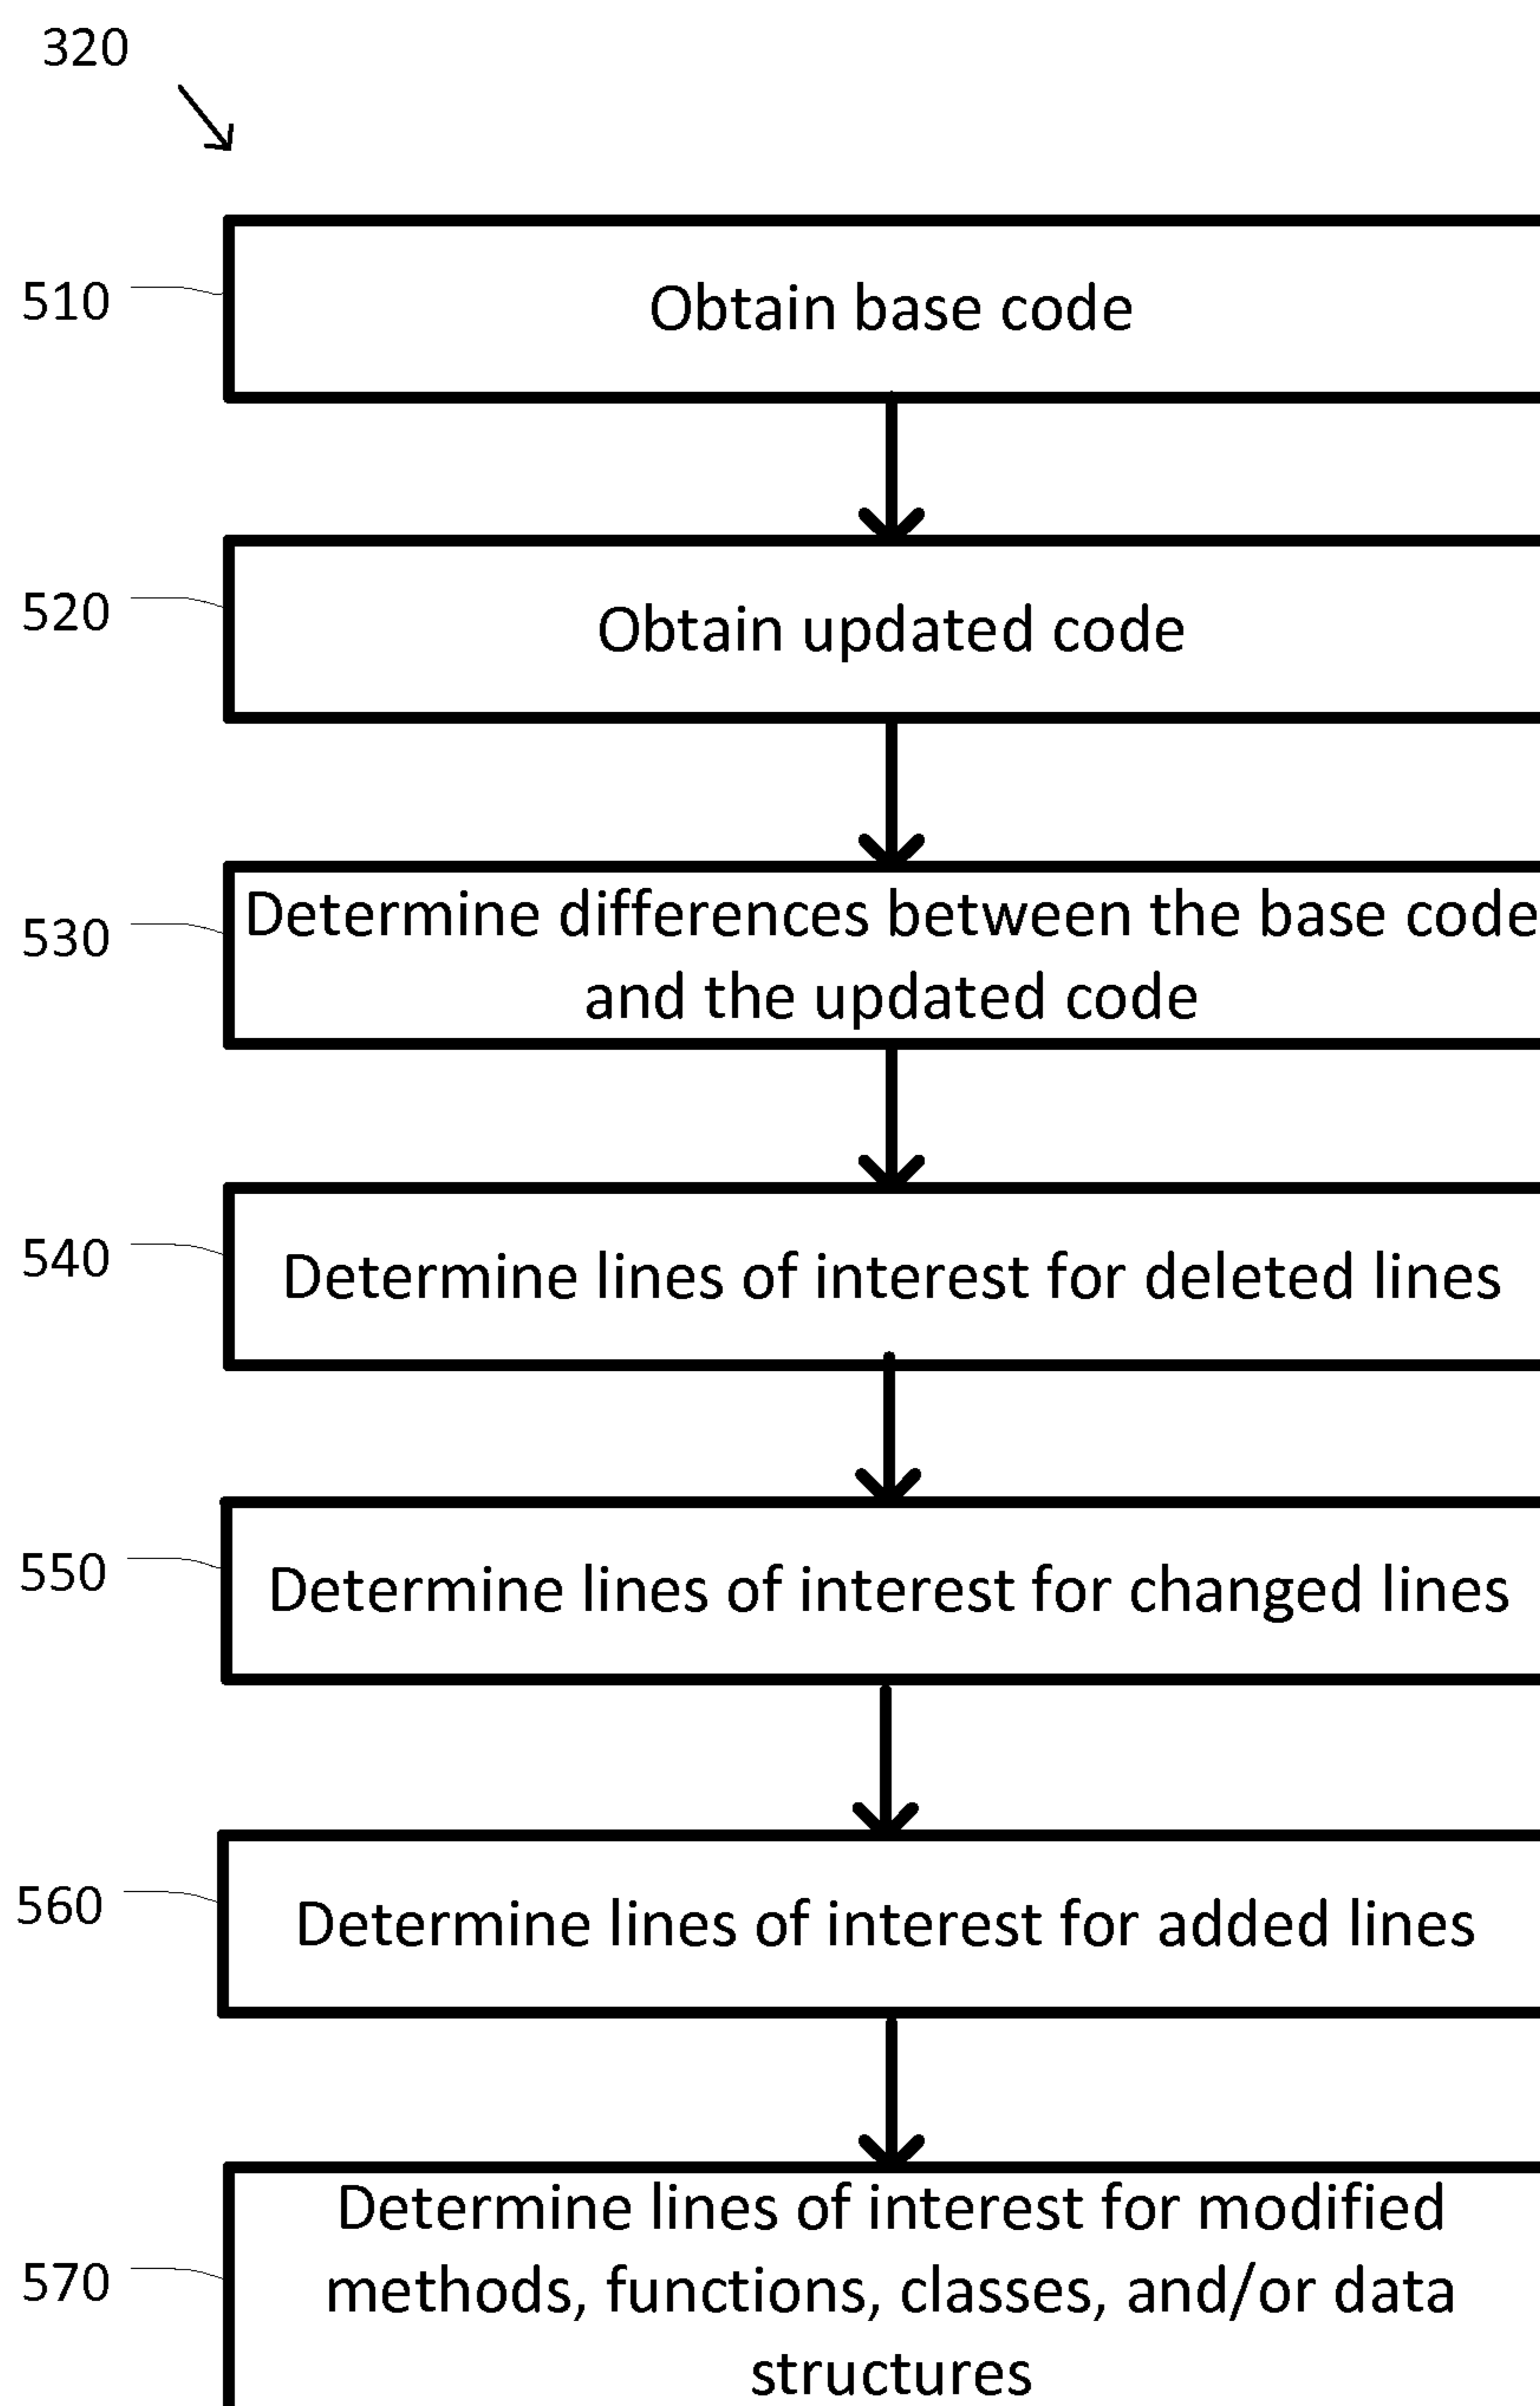 320
510
Obtain base code
520
Obtain updated code
530
Determine differences between the base code
and the updated code
540
Determine lines of interest for deleted lines
550
Determine lines of interest for changed lines
560
Determine lines of interest for added lines
570
Determine lines of interest for modified
methods, functions, classes, and/or data
structures